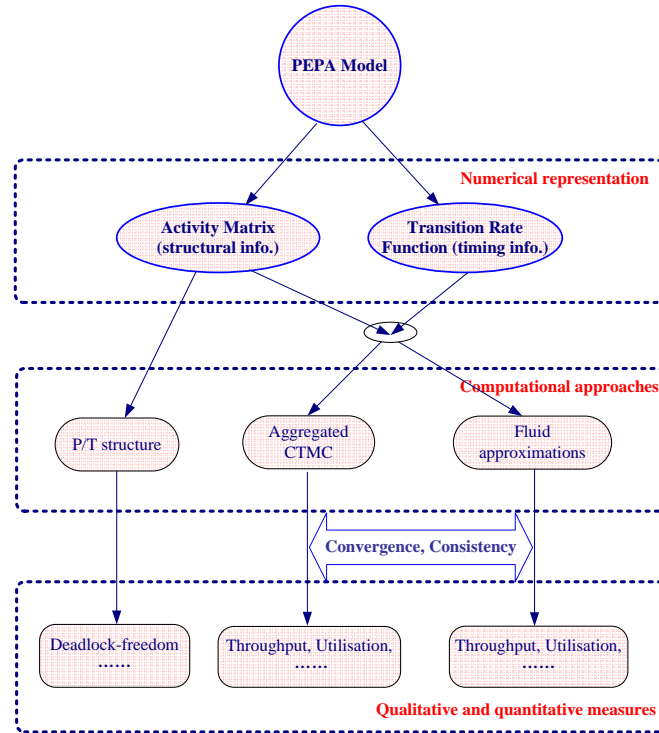 PEPA Model
Numerical representation
Activity Matrix
(structural info.)
Transition Rate
Function (timing info.)
Computational approaches
P/T structure
Aggregated
CTMC
Fluid
approximations
Convergence, Consistency
Deadlock-freedom
......
Throughput, Utilisation,
......
Throughput, Utilisation,
......
Qualitative and quantitative measures